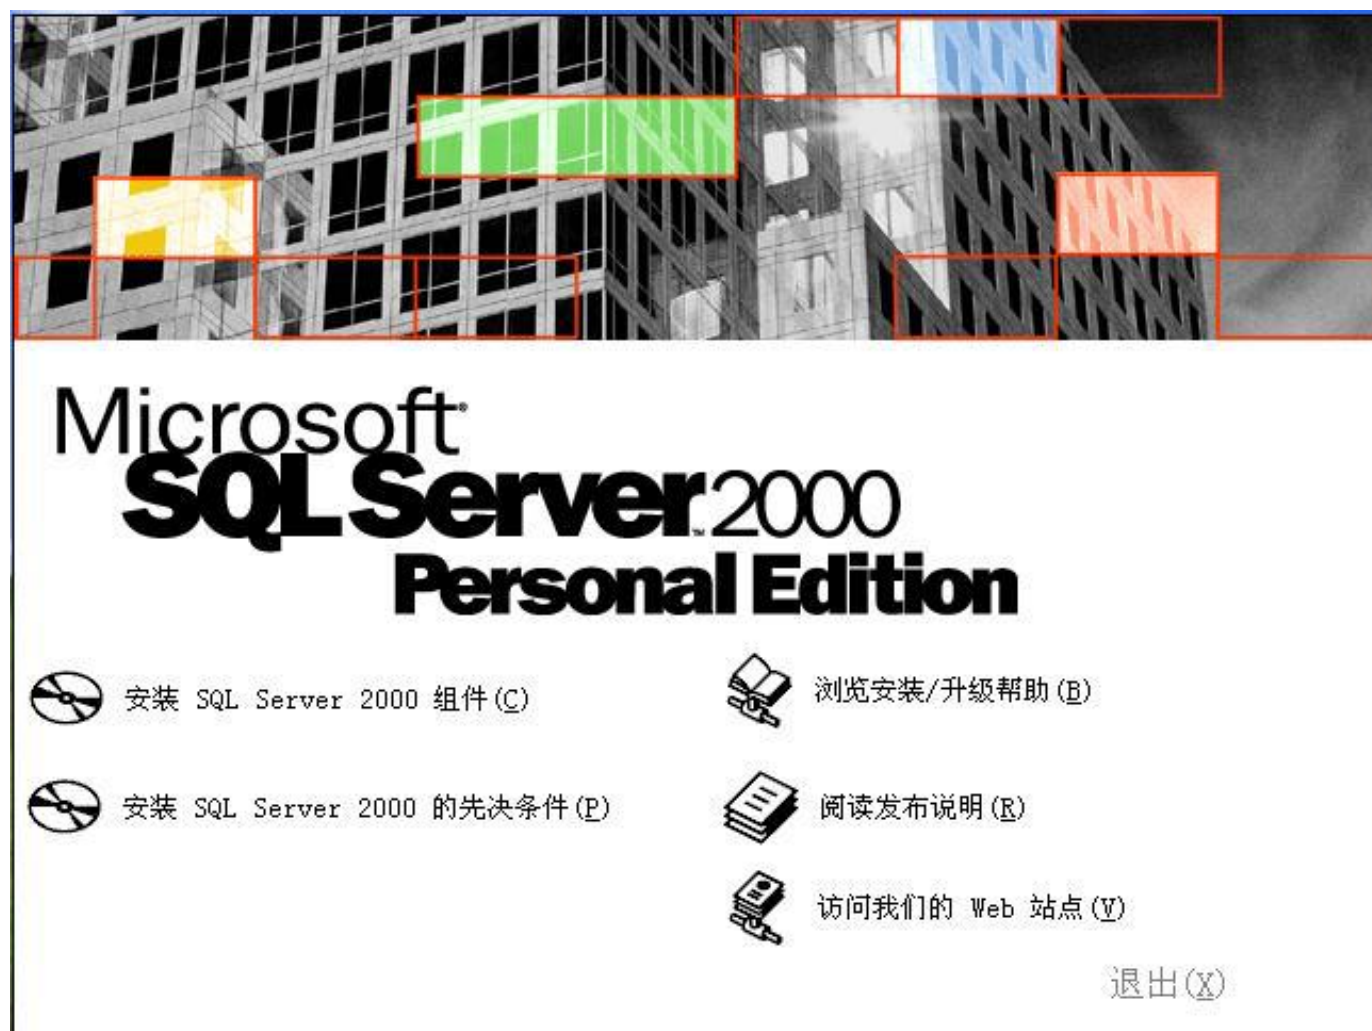 Microsoft®
SQL Server™ 2000
Personal Edition
安装 SQL Server 2000 组件(C)
安装 SQL Server 2000 的先决条件(P)
浏览安装/升级帮助(B)
阅读发布说明(R)
访问我们的 Web 站点(V)
退出(X)